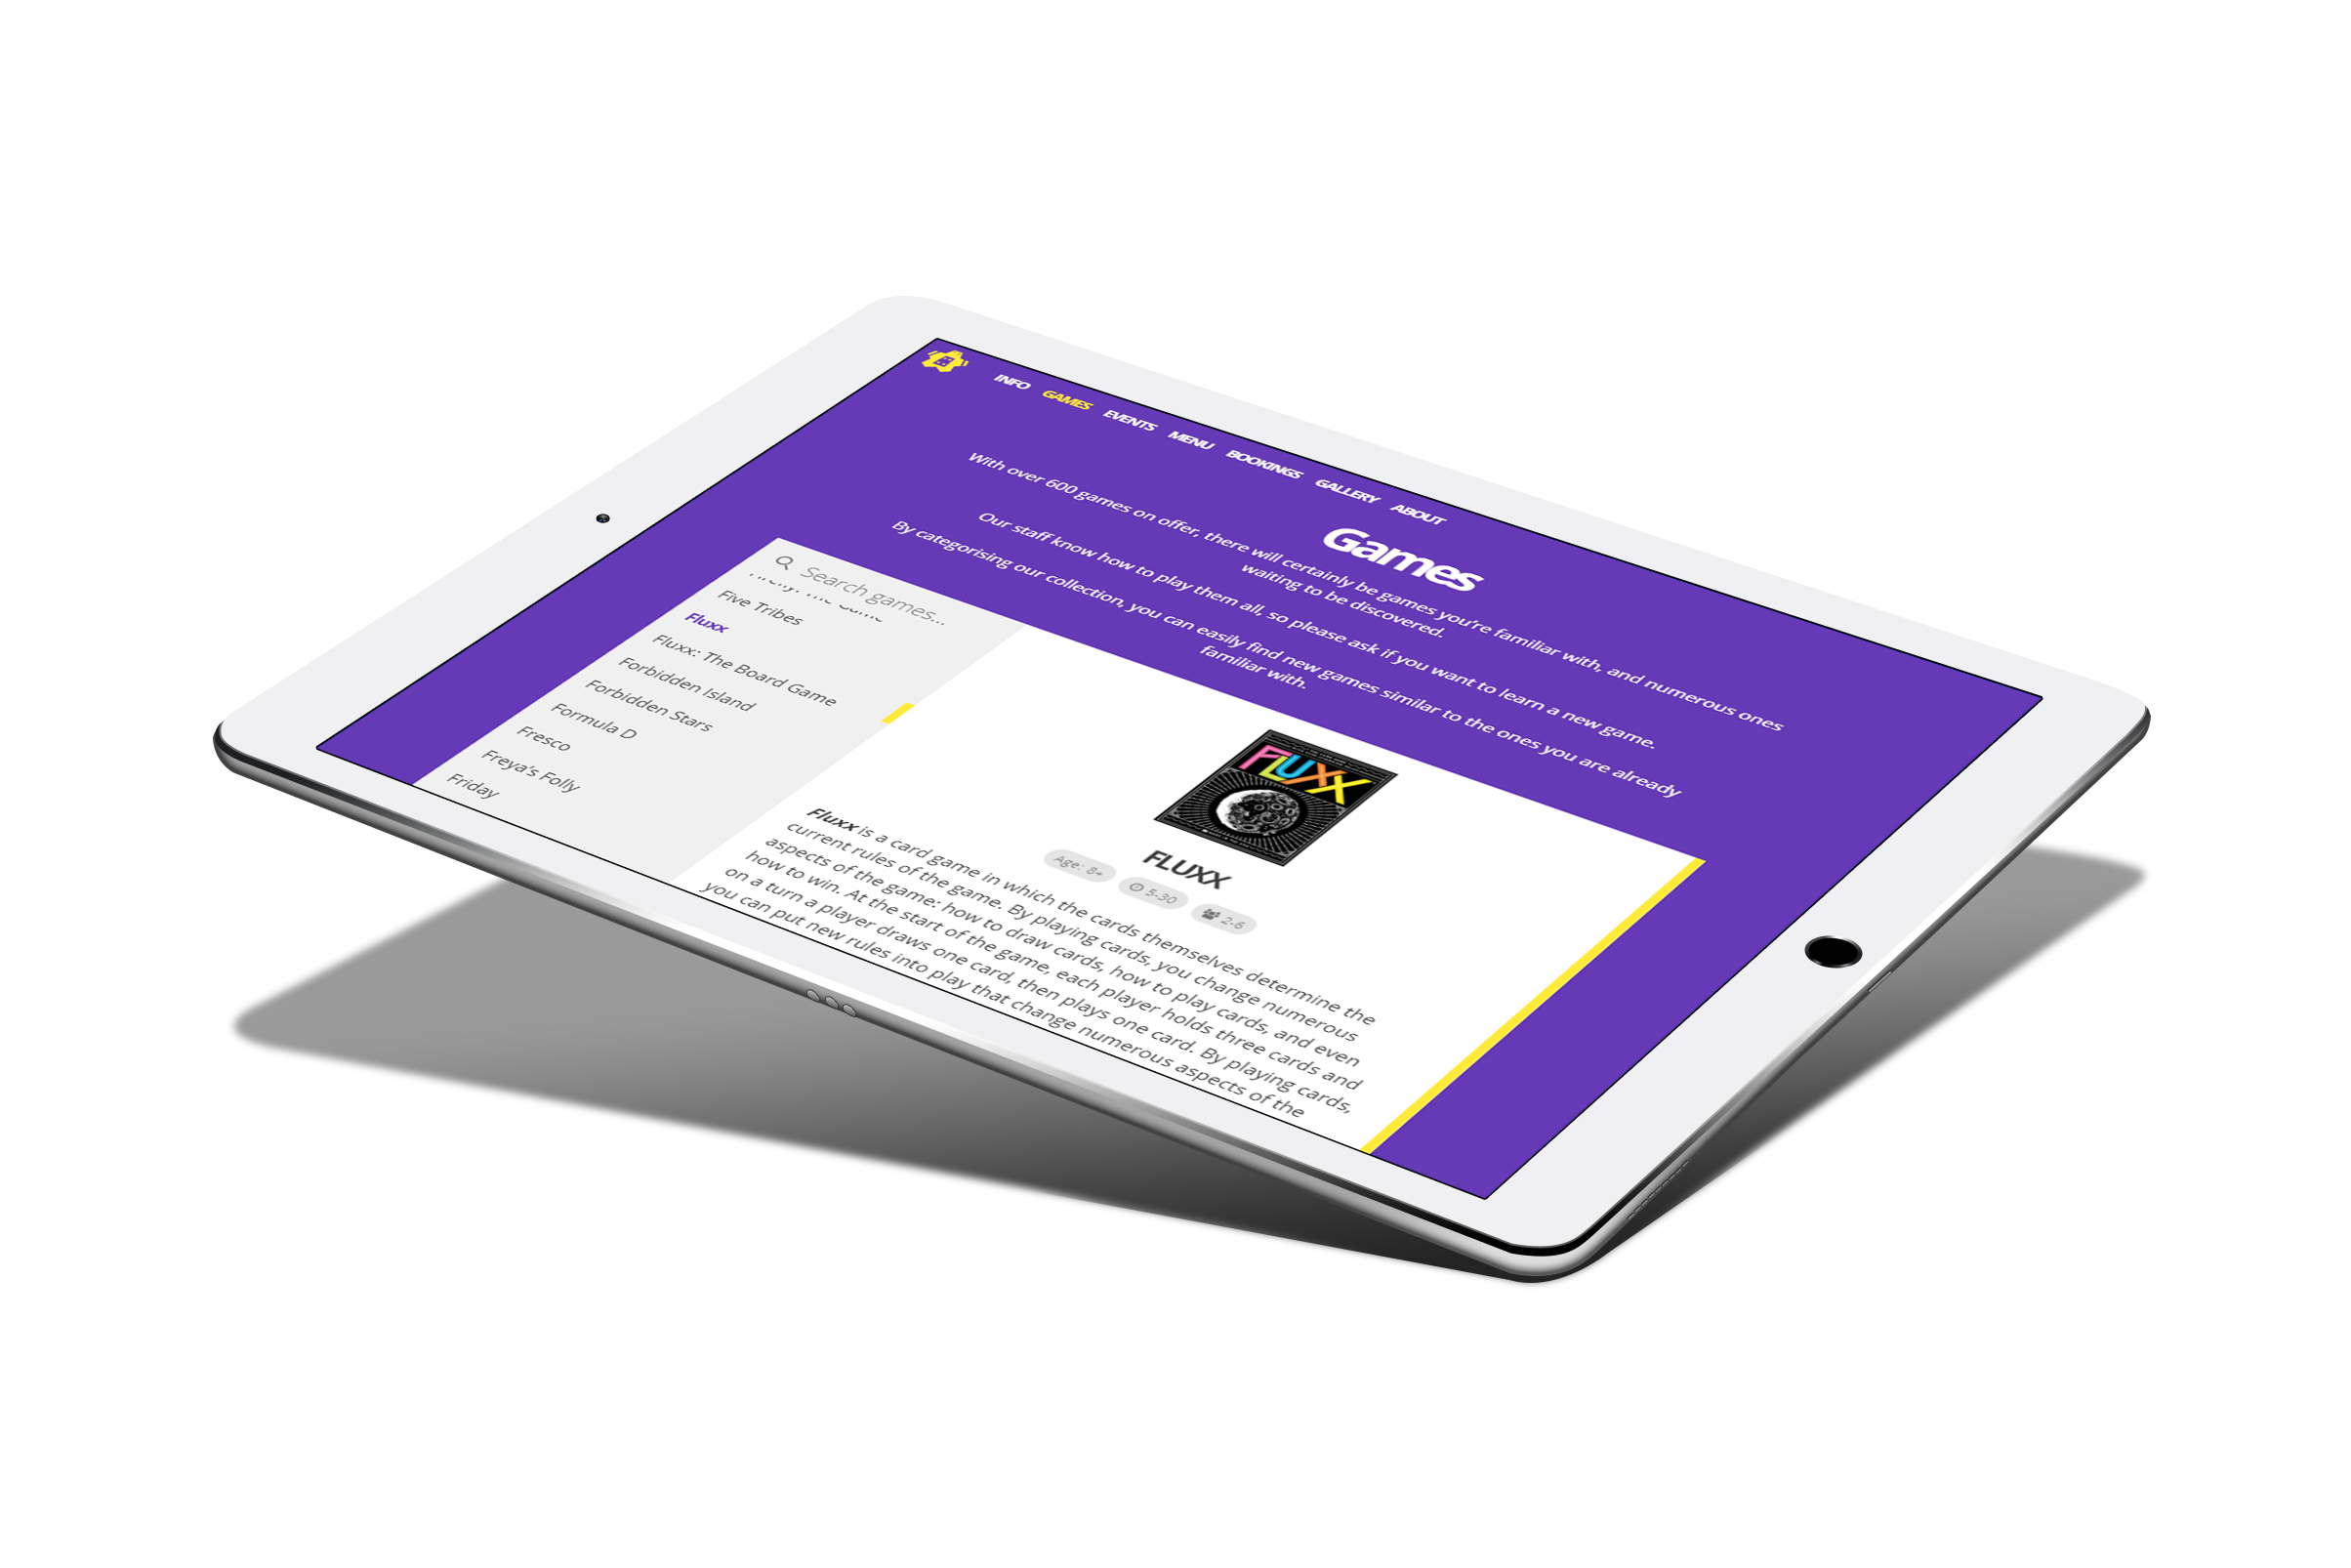 INFO GAMES EVENTS MENU BOOKINGS GALLERY ABOUT
Games
With over 600 games on offer, there will certainly be games you're familiar with, and numerous ones
waiting to be discovered.
Our staff know how to play them all, so please ask if you want to learn a new game.
By categorising our collection, you can easily find new games similar to the ones you are already
familiar with.
Search games...
Five Tribes
Fluxx
Fluxx: The Board Game
Forbidden Island
Forbidden Stars
Formula D
Fresco
Freya's Folly
Friday
FLUXX
FLUXX
Age: 8+ 5-30 2-6
Fluxx is a card game in which the cards themselves determine the
current rules of the game. By playing cards, you change numerous
aspects of the game: how to draw cards, how to play cards, and even
how to win. At the start of the game, each player holds three cards and
on a turn a player draws one card, then plays one card. By playing cards,
you can put new rules into play that change numerous aspects of the